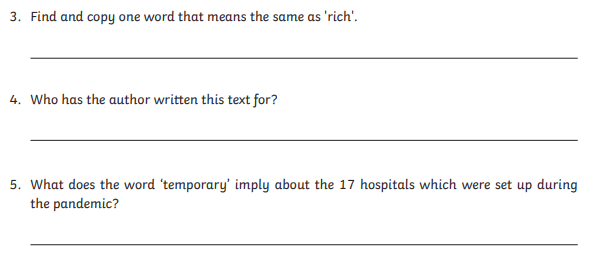 3. Find and copy one word that means the same as 'rich'.
4. Who has the author written this text for?
5. What does the word ‘temporary’ imply about the 17 hospitals which were set up during
the pandemic?